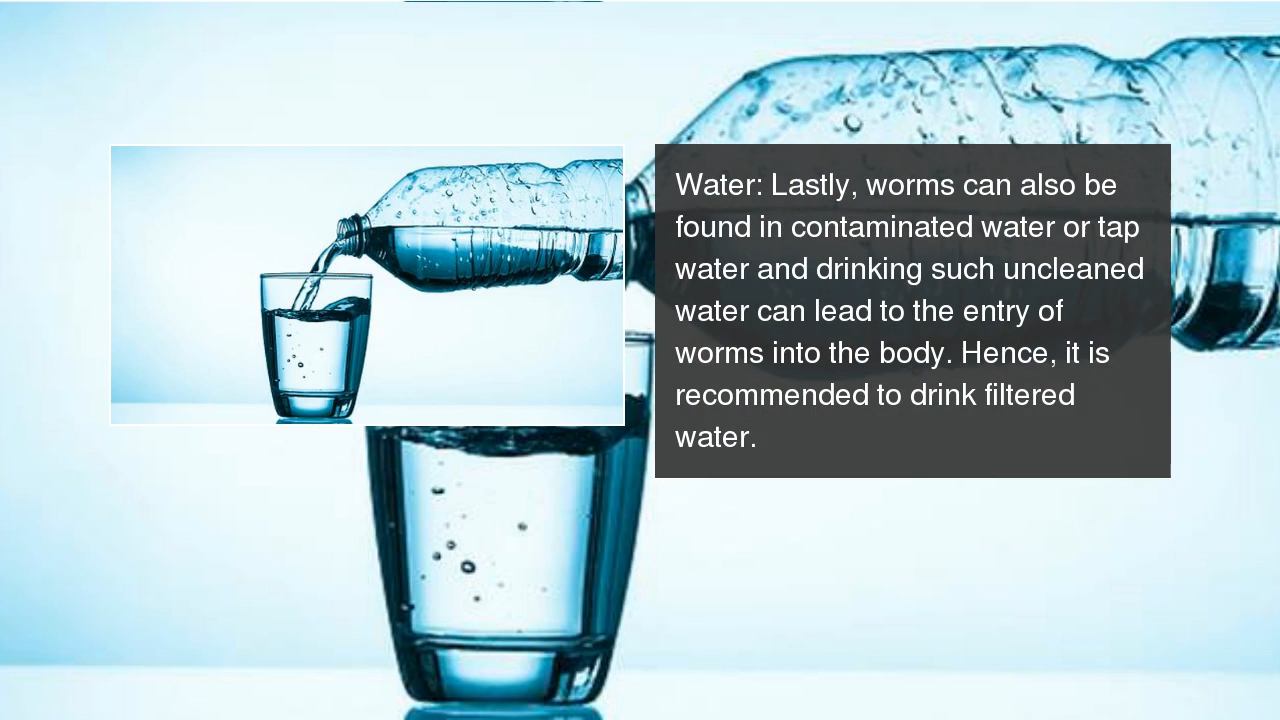 Water: Lastly, worms can also be
found in contaminated water or tap
water and drinking such uncleaned
water can lead to the entry of
worms into the body. Hence, it is
recommended to drink filtered
water.